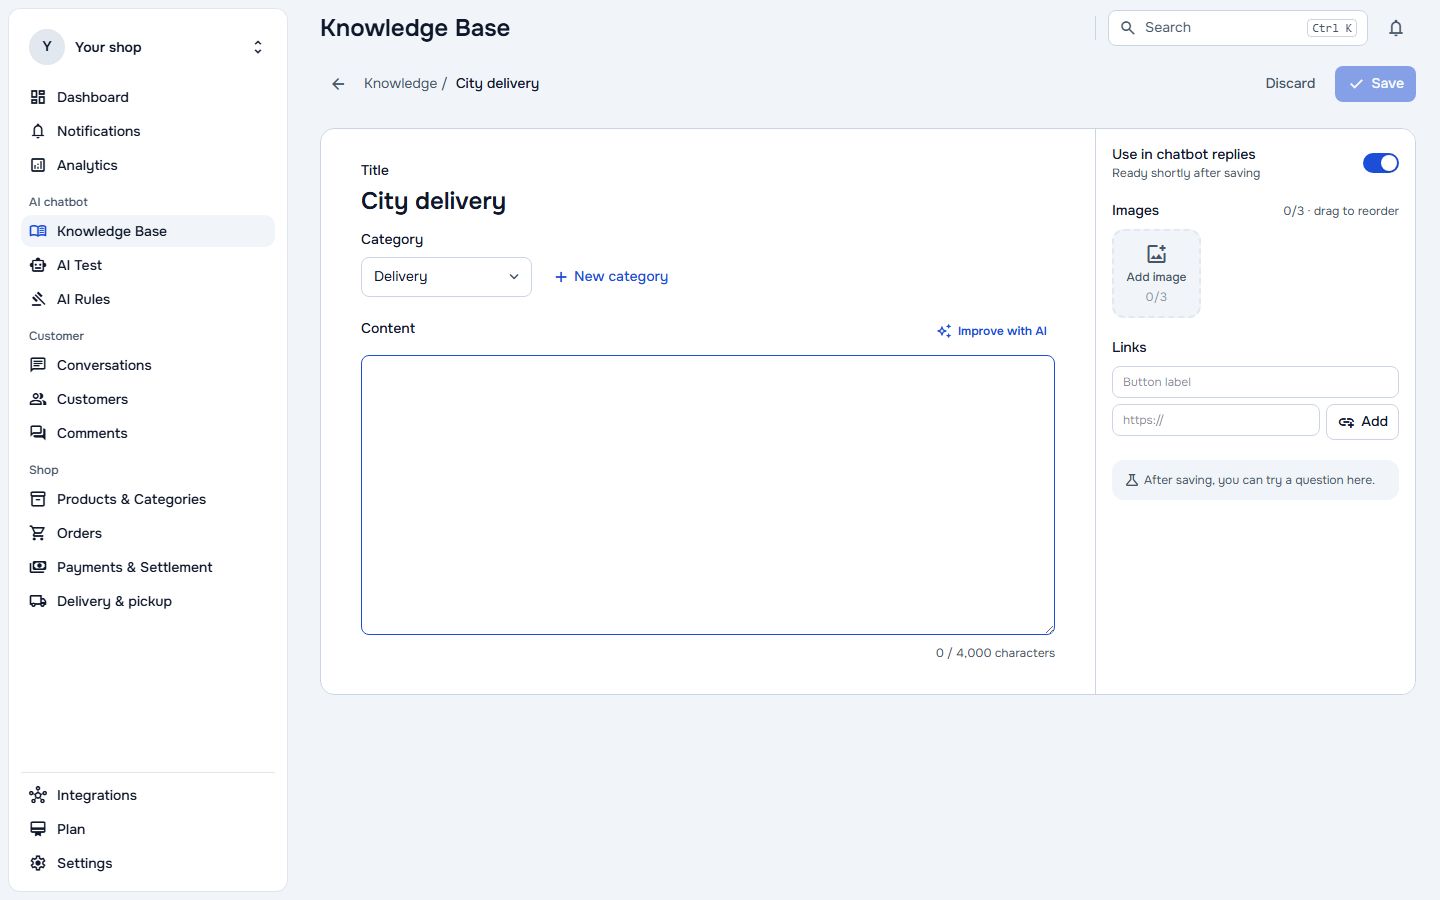 Y
Your shop
Dashboard
Notifications
Analytics
AI chatbot
Knowledge Base
AI Test
AI Rules
Customer
Conversations
Customers
Comments
Shop
Products & Categories
Orders
Payments & Settlement
Delivery & pickup
Integrations
Plan
Settings
Knowledge Base
Search
Ctrl K
Knowledge / City delivery
Discard
Save
Title
City delivery
Category
Delivery
New category
Content
Improve with AI
0 / 4,000 characters
Use in chatbot replies
Ready shortly after saving
Images
0/3 · drag to reorder
Add image
0/3
Links
Button label
https://
Add
After saving, you can try a question here.